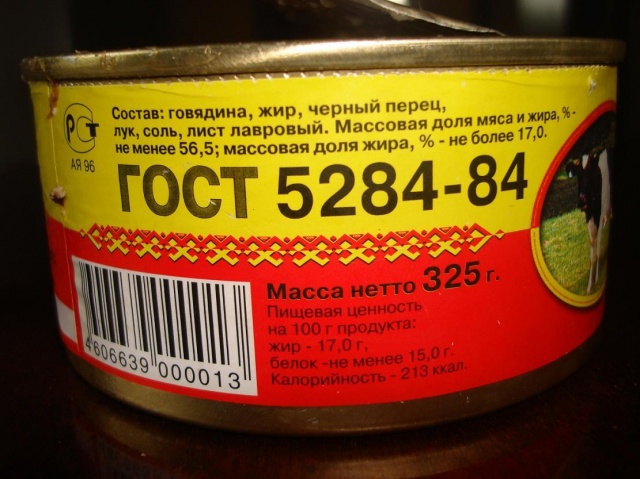 Состав: говядина, жир, черный перец,
лук, соль, лист лавровый. Массовая доля мяса и жира, % -
не менее 56,5; массовая доля жира, % - не более 17,0.
РСТ
АЯ 96
ГОСТ 5284-84
Масса нетто 325 г.
Пищевая ценность
на 100 г продукта:
жир - 17,0 г,
белок -не менее 15,0 г.
Калорийность - 213 ккал.
4606639 000013